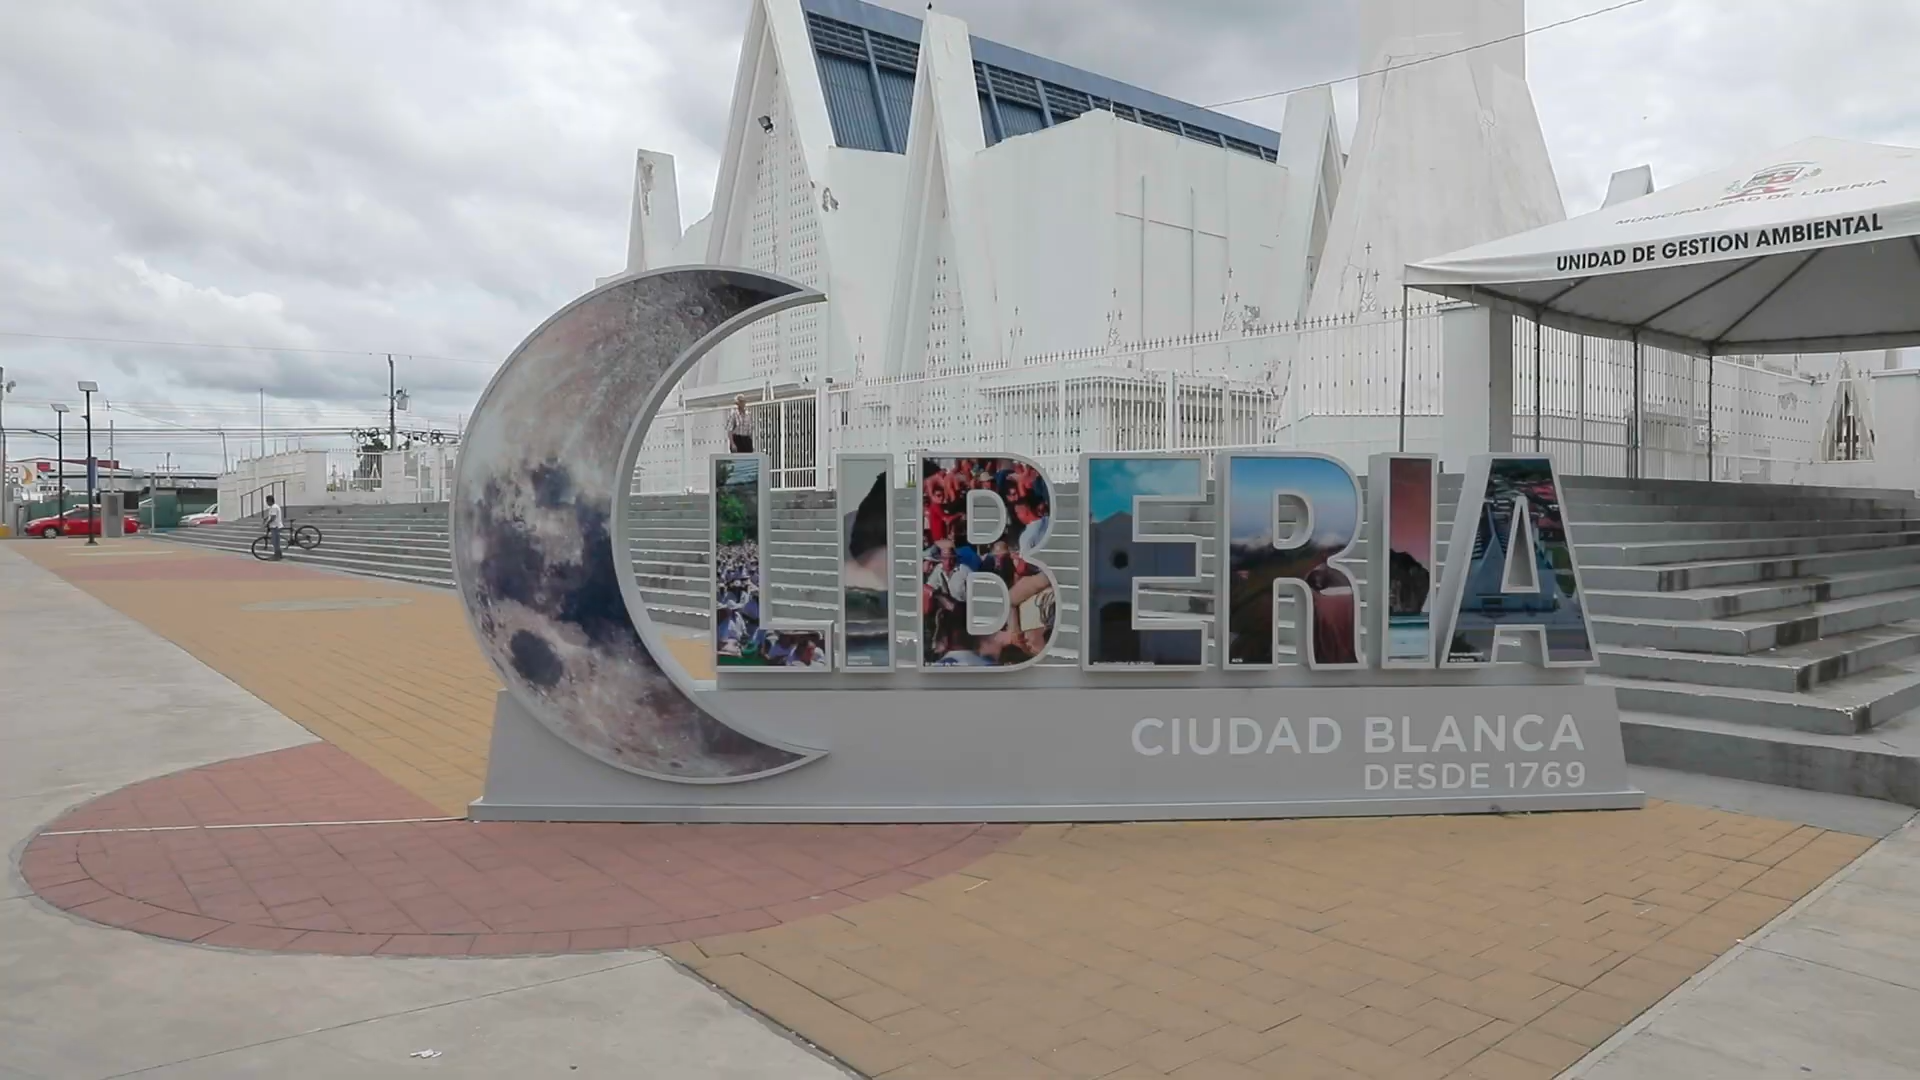 MUNICIPALIDAD DE LIBERIA
UNIDAD DE GESTION AMBIENTAL
LIBERIA
CIUDAD BLANCA
DESDE 1769